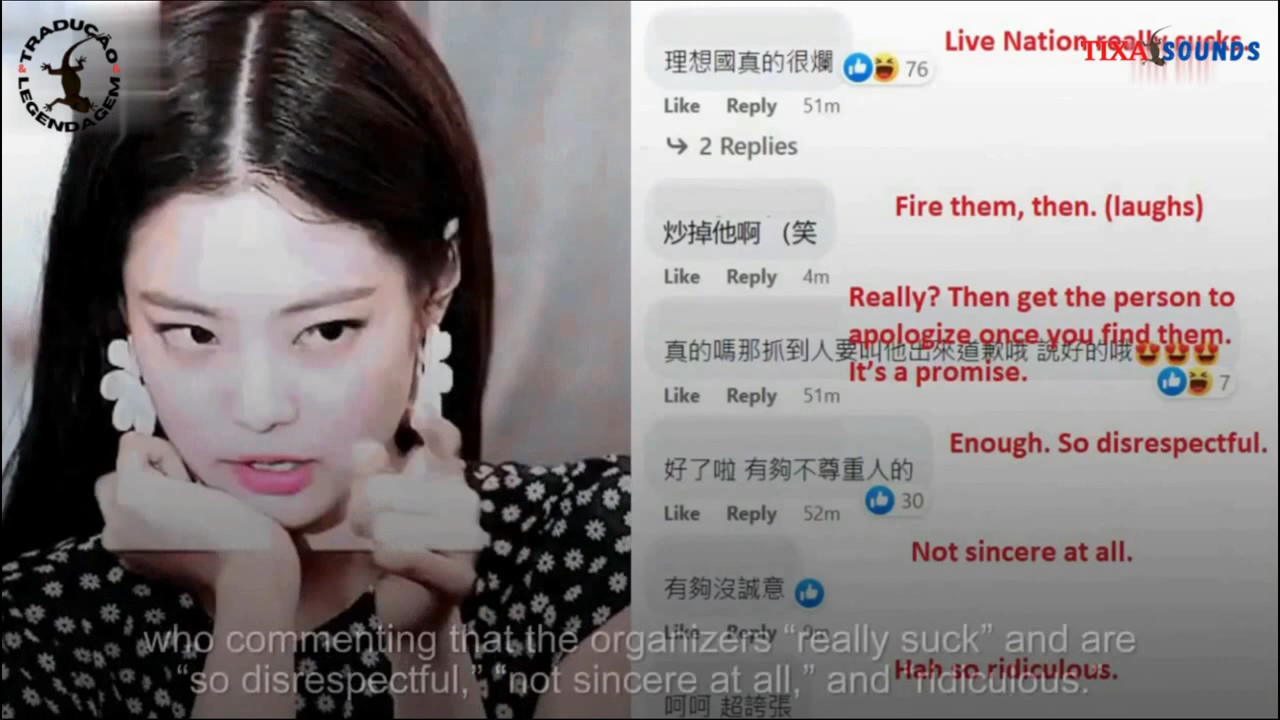 TRADUÇÃO
LEGENDAGEM
TIXA SOUNDS
理想國真的很爛
76
Live Nation really sucks.
Like Reply 51m
2 Replies
Fire them, then. (laughs)
炒掉他啊 （笑
Like Reply 4m
Really? Then get the person to
apologize once you find them.
It's a promise.
真的嗎那抓到人要叫他出來道歉哦 說好的哦
7
Like Reply 51m
Enough. So disrespectful.
好了啦 有夠不尊重人的
30
Like Reply 52m
Not sincere at all.
有夠沒誠意
Like Reply 9m
Hah so ridiculous.
呵呵 超誇張
who commenting that the organizers “really suck” and are
“so disrespectful,” “not sincere at all,” and “ridiculous.”